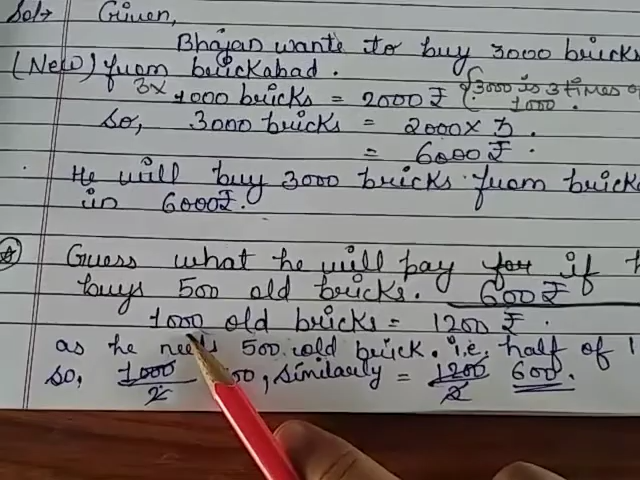 Sol→ Given,
Bhajan wants to buy 3000 bricks
(New) from brickabad.
3x 1000 bricks = 2000 ₹ {3000 is 3 times of
1000.
So, 3000 bricks = 2000 × 3.
= 6000 ₹.
He will buy 3000 bricks from brick
in 6000₹.
Guess what he will pay for if h
buys 500 old bricks. 600 ₹
1000 old bricks = 1200 ₹.
as he needs 500 old brick. i.e. half of 1
So, 1000/2 00, similarly = 1200/2 600.